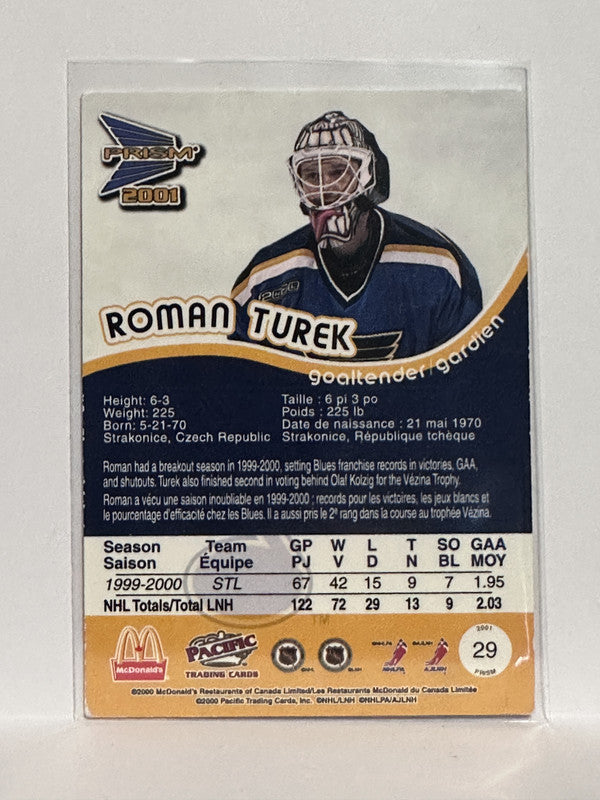 PRISM
2001
ROMAN TUREK
goaltender/gardien
Height: 6-3
Weight: 225
Born: 5-21-70
Strakonice, Czech Republic
Taille : 6 pi 3 po
Poids : 225 lb
Date de naissance : 21 mai 1970
Strakonice, République tchèque
Roman had a breakout season in 1999-2000, setting Blues franchise records in victories, GAA,
and shutouts. Turek also finished second in voting behind Olaf Kolzig for the Vézina Trophy.
Roman a vécu une saison inoubliable en 1999-2000 : records pour les victoires, les jeux blancs et
le pourcentage d'efficacité chez les Blues. Il a aussi pris le 2e rang dans la course au trophée Vézina.
Season Team GP W L T SO GAA
Saison Équipe PJ V D N BL MOY
1999-2000 STL 67 42 15 9 7 1.95
NHL Totals/Total LNH 122 72 29 13 9 2.03
TM
McDonald's
PACIFIC
TRADING CARDS
NHLPA
AJLNH
2001
29
PRISM
©2000 McDonald's Restaurants of Canada Limited/Les Restaurants McDonald du Canada Limitée
©2000 Pacific Trading Cards, Inc. ©NHL/LNH ©NHLPA/AJLNH